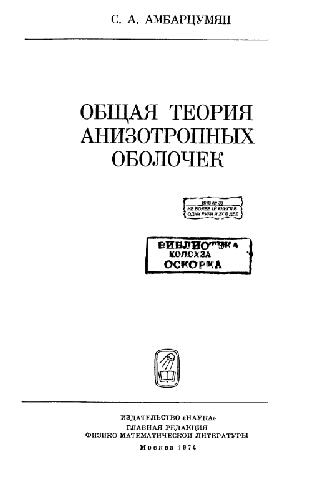 С. А. АМБАРЦУМЯН
ОБЩАЯ ТЕОРИЯ
АНИЗОТРОПНЫХ
ОБОЛОЧЕК
БИБЛИОТЕКА
КОЛХОЗА
ОСКОРКА
ИЗДАТЕЛЬСТВО «НАУКА»
ГЛАВНАЯ РЕДАКЦИЯ
ФИЗИКО МАТЕМАТИЧЕСКОЙ ЛИТЕРАТУРЫ
Москва 1974